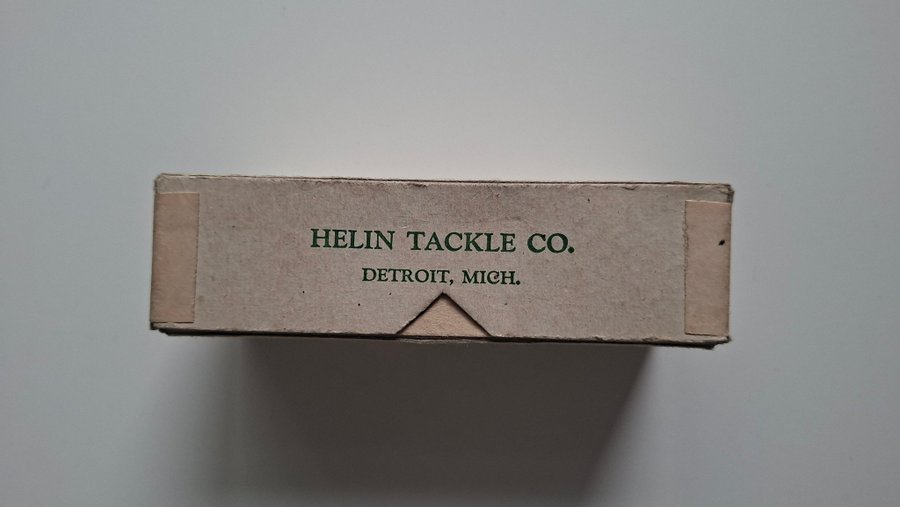 HELIN TACKLE CO.
DETROIT, MICH.